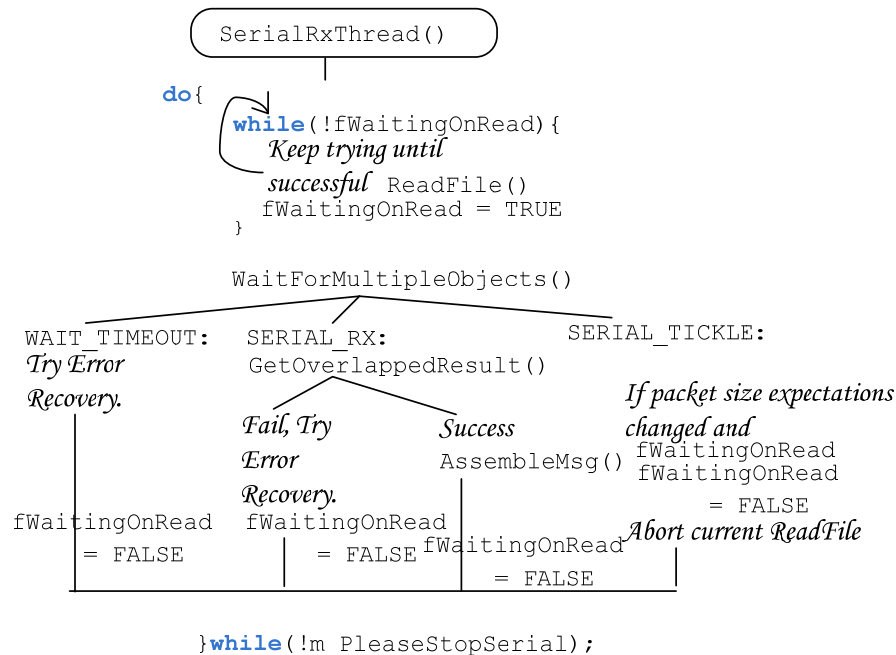 SerialRxThread()
do{
while(!fWaitingOnRead){
Keep trying until
successful ReadFile()
fWaitingOnRead = TRUE
}
WaitForMultipleObjects()
WAIT_TIMEOUT:
Try Error
Recovery.
fWaitingOnRead
= FALSE
SERIAL_RX:
GetOverlappedResult()
Fail, Try
Error
Recovery.
fWaitingOnRead
= FALSE
Success
AssembleMsg()
fWaitingOnRead
= FALSE
SERIAL_TICKLE:
If packet size expectations
changed and
fWaitingOnRead
fWaitingOnRead
= FALSE
Abort current ReadFile
}while(!m PleaseStopSerial);